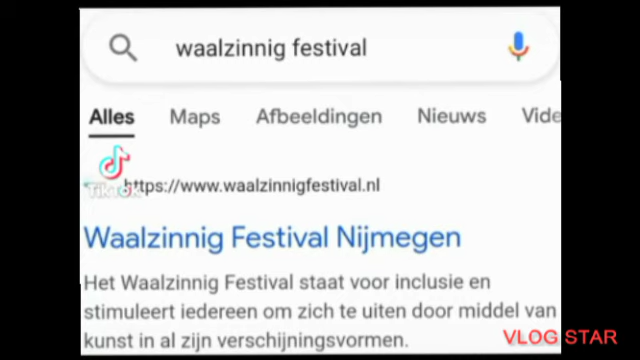 waalzinnig festival
Alles Maps Afbeeldingen Nieuws Vide
TikTok
https://www.waalzinnigfestival.nl
Waalzinnig Festival Nijmegen
Het Waalzinnig Festival staat voor inclusie en
stimuleert iedereen om zich te uiten door middel van
kunst in al zijn verschijningsvormen.
VLOG STAR